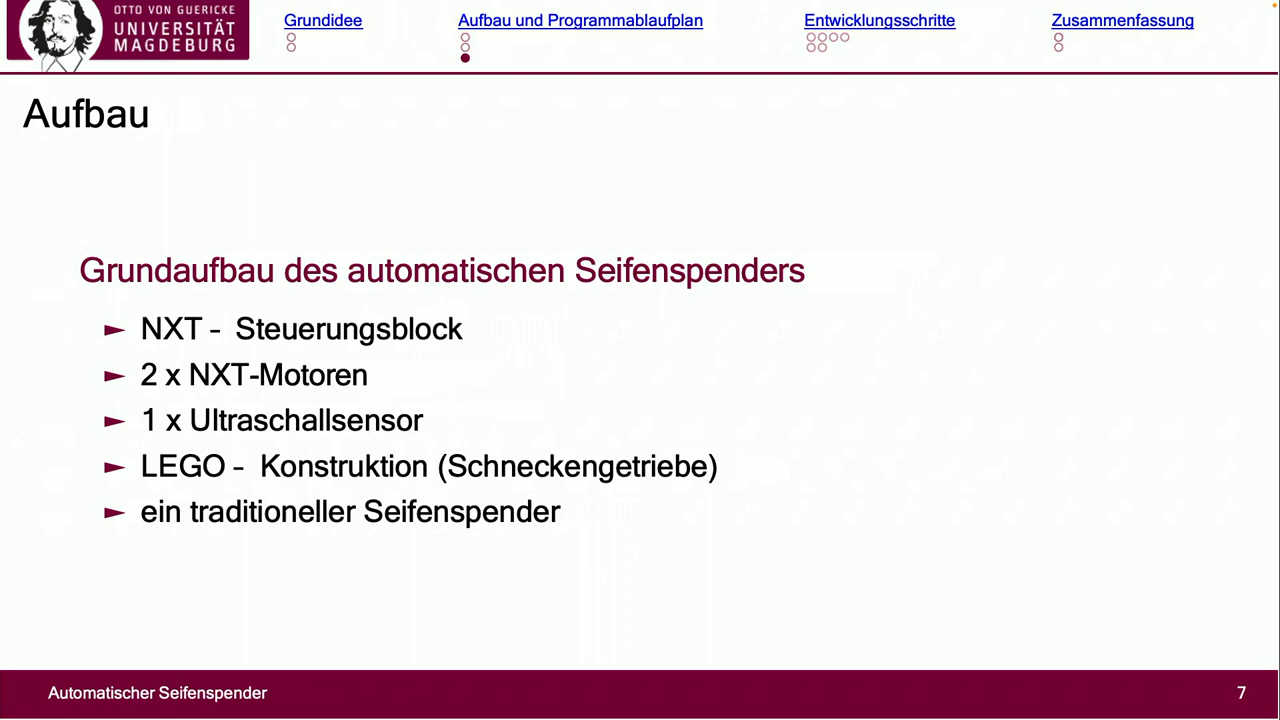 OTTO VON GUERICKE
UNIVERSITÄT
MAGDEBURG
Grundidee
Aufbau und Programmablaufplan
Entwicklungsschritte
Zusammenfassung
Aufbau
Grundaufbau des automatischen Seifenspenders
► NXT - Steuerungsblock
► 2 x NXT-Motoren
► 1 x Ultraschallsensor
► LEGO - Konstruktion (Schneckengetriebe)
► ein traditioneller Seifenspender
Automatischer Seifenspender
7